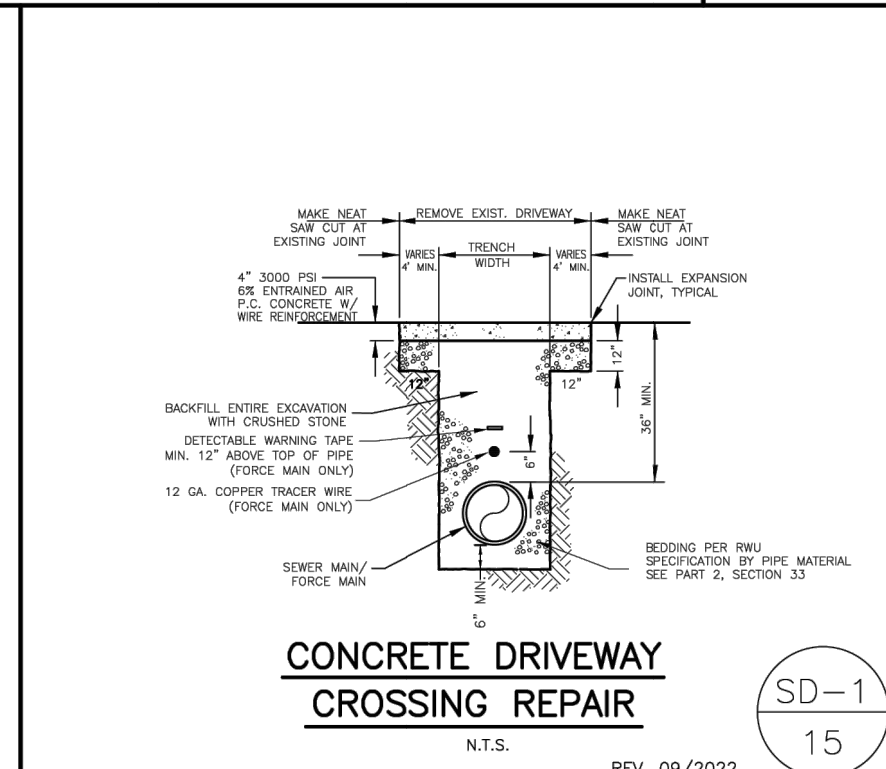 MAKE NEAT
SAW CUT AT
EXISTING JOINT
REMOVE EXIST. DRIVEWAY
MAKE NEAT
SAW CUT AT
EXISTING JOINT
VARIES
4' MIN.
TRENCH
WIDTH
VARIES
4' MIN.
4" 3000 PSI
6% ENTRAINED AIR
P.C. CONCRETE W/
WIRE REINFORCEMENT
INSTALL EXPANSION
JOINT, TYPICAL
12"
12"
12"
36" MIN.
BACKFILL ENTIRE EXCAVATION
WITH CRUSHED STONE
DETECTABLE WARNING TAPE
MIN. 12" ABOVE TOP OF PIPE
(FORCE MAIN ONLY)
6"
12 GA. COPPER TRACER WIRE
(FORCE MAIN ONLY)
SEWER MAIN/
FORCE MAIN
6" MIN.
BEDDING PER RWU
SPECIFICATION BY PIPE MATERIAL
SEE PART 2, SECTION 33
CONCRETE DRIVEWAY
CROSSING REPAIR
N.T.S.
SD-1
15
REV. 09/2022